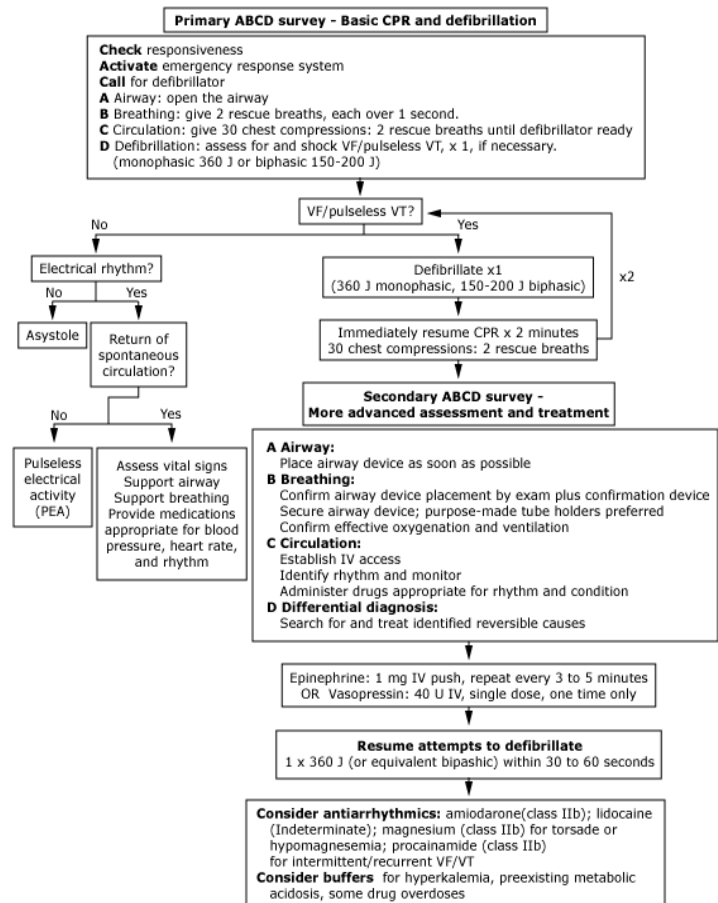 Primary ABCD survey - Basic CPR and defibrillation
Check responsiveness
Activate emergency response system
Call for defibrillator
A Airway: open the airway
B Breathing: give 2 rescue breaths, each over 1 second.
C Circulation: give 30 chest compressions: 2 rescue breaths until defibrillator ready
D Defibrillation: assess for and shock VF/pulseless VT, x 1, if necessary.
(monophasic 360 J or biphasic 150-200 J)
VF/pulseless VT?
No
Yes
Electrical rhythm?
No
Yes
Asystole
Return of
spontaneous
circulation?
No
Yes
Pulseless
electrical
activity
(PEA)
Assess vital signs
Support airway
Support breathing
Provide medications
appropriate for blood
pressure, heart rate,
and rhythm
Defibrillate x1
(360 J monophasic, 150-200 J biphasic)
x2
Immediately resume CPR x 2 minutes
30 chest compressions: 2 rescue breaths
Secondary ABCD survey -
More advanced assessment and treatment
A Airway:
Place airway device as soon as possible
B Breathing:
Confirm airway device placement by exam plus confirmation device
Secure airway device; purpose-made tube holders preferred
Confirm effective oxygenation and ventilation
C Circulation:
Establish IV access
Identify rhythm and monitor
Administer drugs appropriate for rhythm and condition
D Differential diagnosis:
Search for and treat identified reversible causes
Epinephrine: 1 mg IV push, repeat every 3 to 5 minutes
OR Vasopressin: 40 U IV, single dose, one time only
Resume attempts to defibrillate
1 x 360 J (or equivalent bipashic) within 30 to 60 seconds
Consider antiarrhythmics: amiodarone(class IIb); lidocaine
(Indeterminate); magnesium (class IIb) for torsade or
hypomagnesemia; procainamide (class IIb)
for intermittent/recurrent VF/VT
Consider buffers for hyperkalemia, preexisting metabolic
acidosis, some drug overdoses